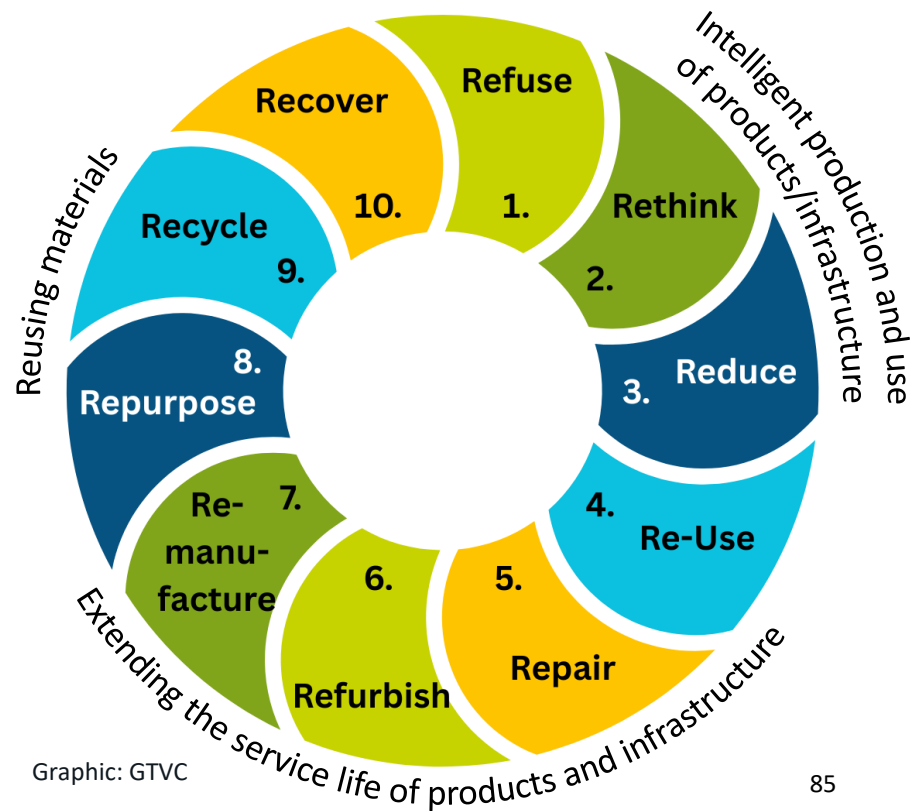 Refuse
1.
Rethink
2.
Reduce
3.
4.
Re-Use
5.
Repair
6.
Refurbish
7.
Re-
manu-
facture
8.
Repurpose
Recycle
9.
Recover
10.
Intelligent production and use
of products/infrastructure
Extending the service life of products and infrastructure
Reusing materials
Graphic: GTVC
85